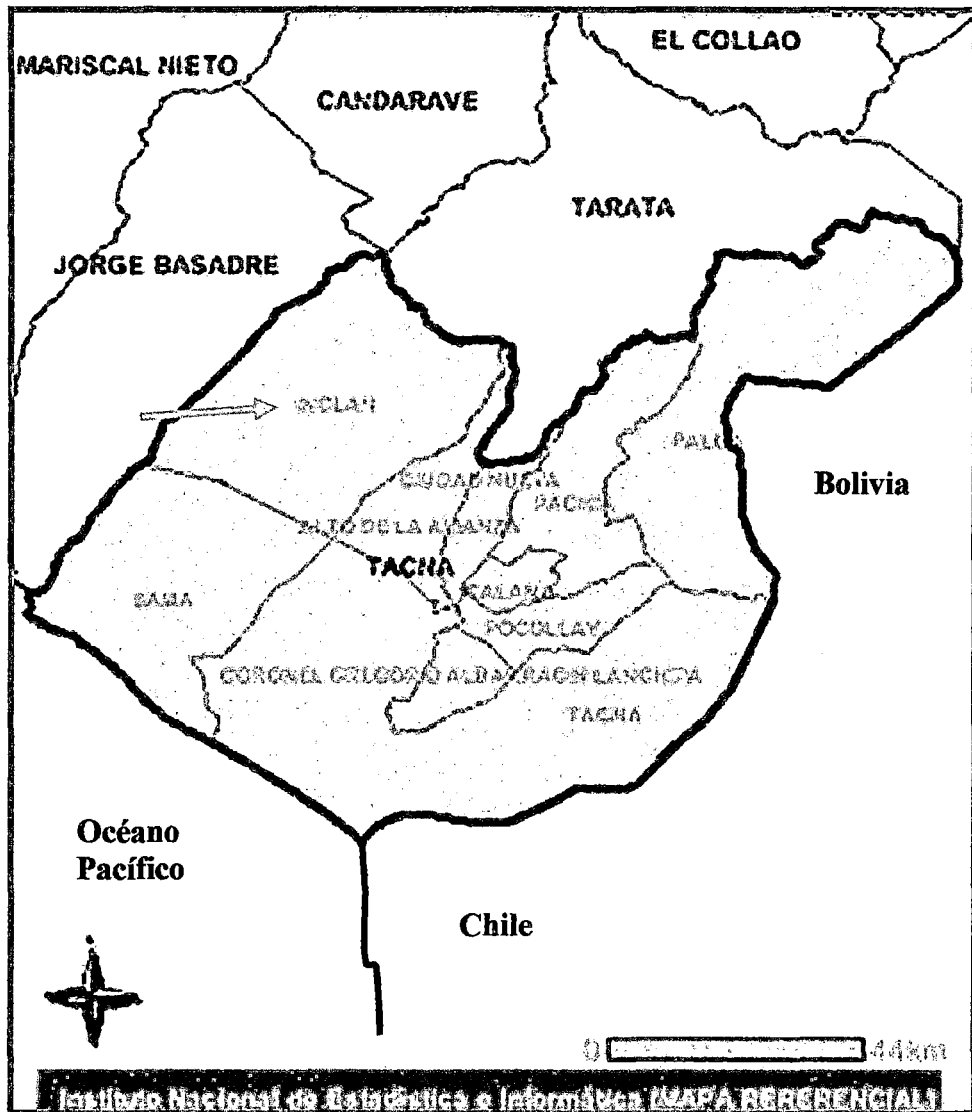 EL COLLAO
MARISCAL NIETO
CANDARAVE
TARATA
JORGE BASADRE
INCLAN
PALCA
Bolivia
CIUDAD NUEVA
PACHIA
ALTO DE LA ALIANZA
TACNA
CALANA
SAMA
POCOLLAY
CORONEL GREGORIO ALBARRACIN LANCHIPA
TACNA
Océano
Pacífico
Chile
0 44km
Instituto Nacional de Estadística e Informática (MAPA REFERENCIAL)